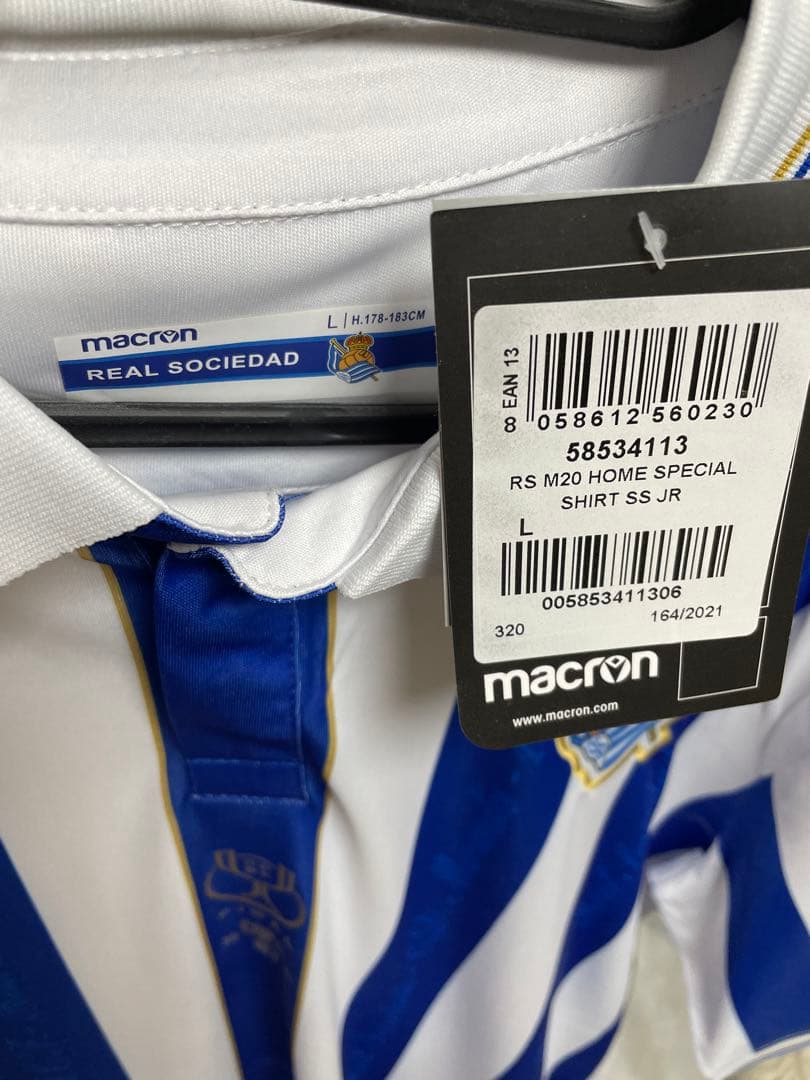 macron
L | H.178-183CM
REAL SOCIEDAD
EAN 13
8 058612 560230
58534113
RS M20 HOME SPECIAL
SHIRT SS JR
L
005853411306
320
164/2021
macron
www.macron.com